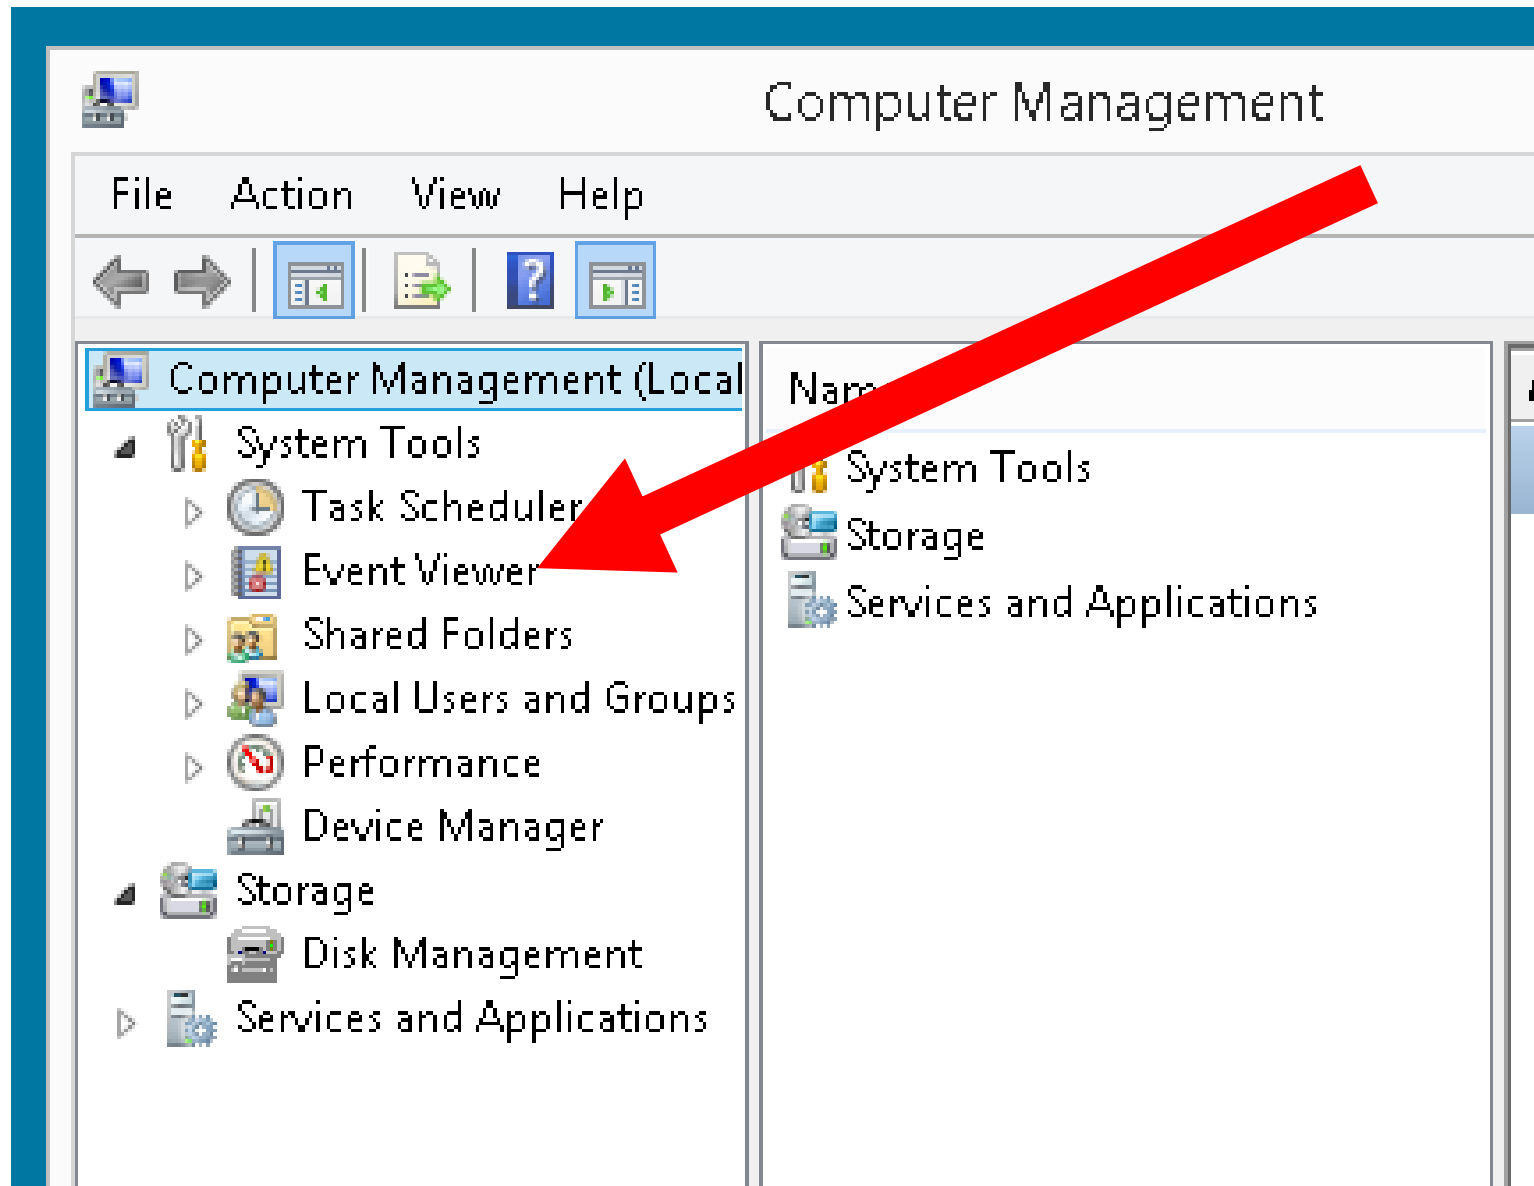 Computer Management
File Action View Help
Computer Management (Local
System Tools
Task Scheduler
Event Viewer
Shared Folders
Local Users and Groups
Performance
Device Manager
Storage
Disk Management
Services and Applications
System Tools
Storage
Services and Applications